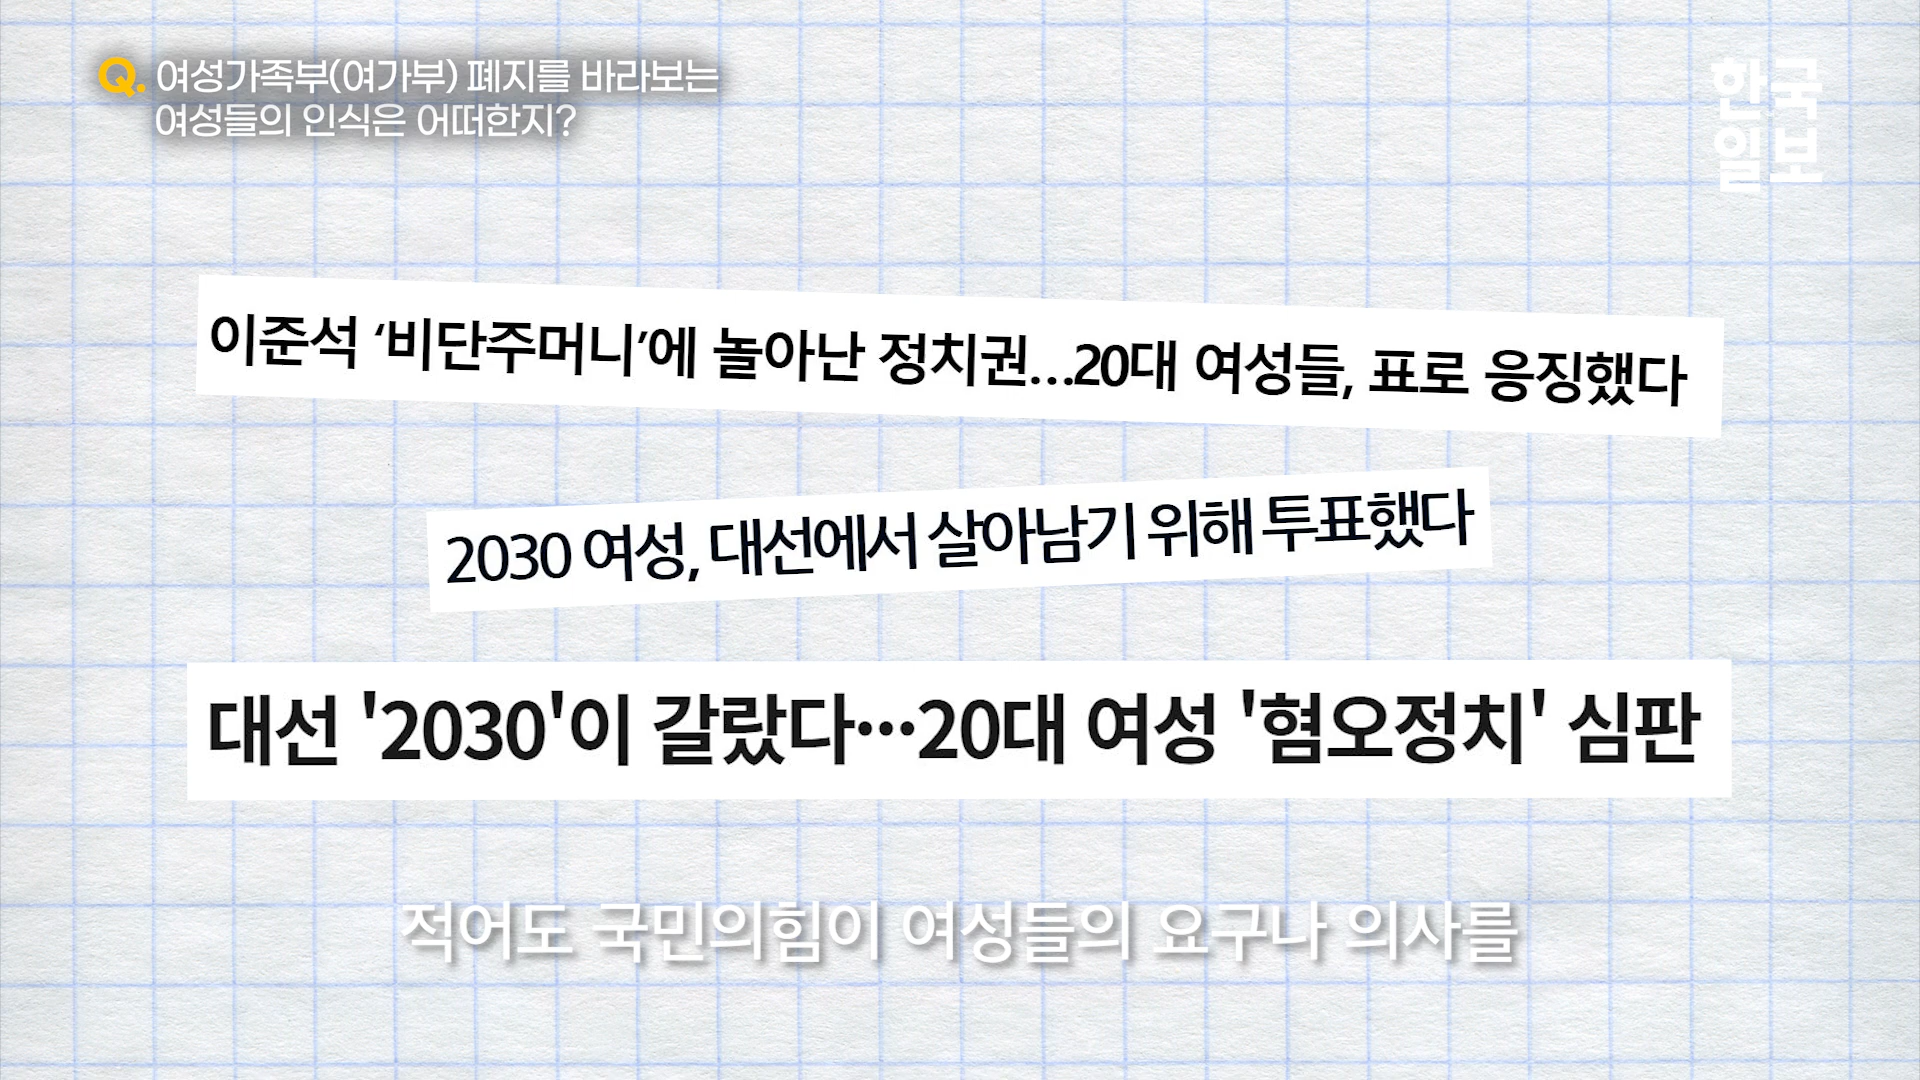 Q. 여성가족부(여가부) 폐지를 바라보는
여성들의 인식은 어떠한지?
한국
일보
이준석 ‘비단주머니’에 놀아난 정치권…20대 여성들, 표로 응징했다
2030 여성, 대선에서 살아남기 위해 투표했다
대선 '2030'이 갈랐다…20대 여성 '혐오정치' 심판
적어도 국민의힘이 여성들의 요구나 의사를